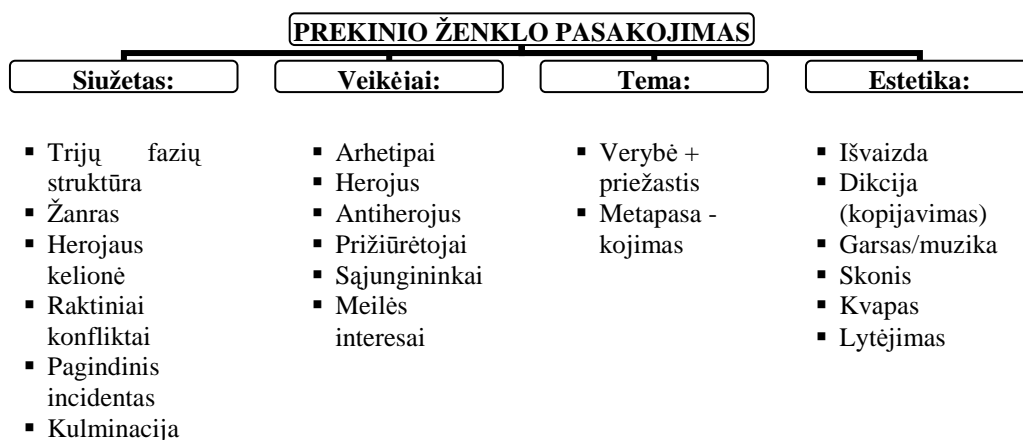 PREKINIO ŽENKLO PASAKOJIMAS
Siužetas:
▪ Trijų fazių
struktūra
▪ Žanras
▪ Herojaus
kelionė
▪ Raktiniai
konfliktai
▪ Pagindinis
incidentas
▪ Kulminacija
Veikėjai:
▪ Arhetipai
▪ Herojus
▪ Antiherojus
▪ Prižiūrėtojai
▪ Sąjungininkai
▪ Meilės
interesai
Tema:
▪ Verybė +
priežastis
▪ Metapasa -
kojimas
Estetika:
▪ Išvaizda
▪ Dikcija
(kopijavimas)
▪ Garsas/muzika
▪ Skonis
▪ Kvapas
▪ Lytėjimas